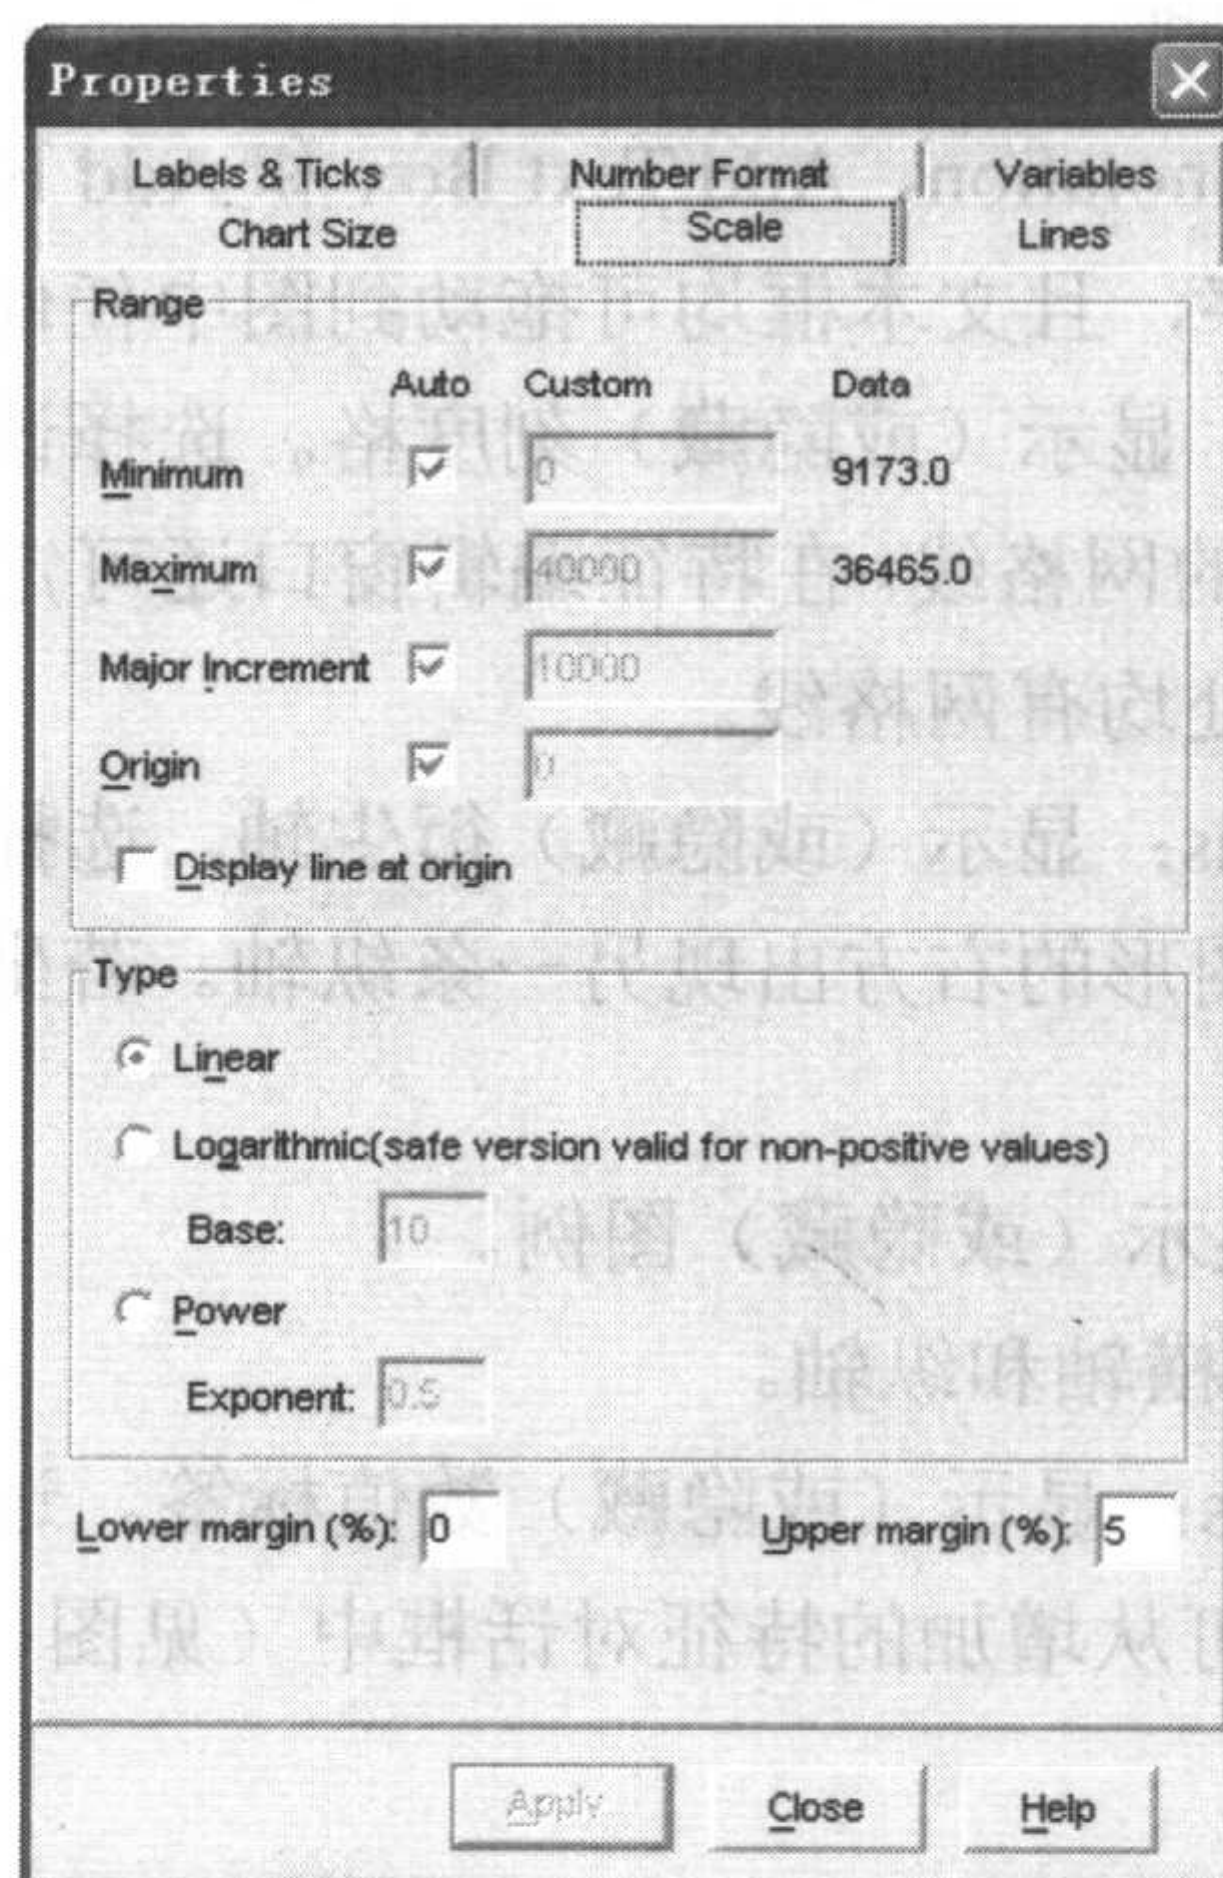 Properties
Labels & Ticks Number Format Variables
Chart Size Scale Lines
Range
Auto Custom Data
Minimum 0 9173.0
Maximum 40000 36465.0
Major Increment 10000
Origin 0
Display line at origin
Type
Linear
Logarithmic(safe version valid for non-positive values)
Base: 10
Power
Exponent: 0.5
Lower margin (%): 0 Upper margin (%): 5
Apply Close Help